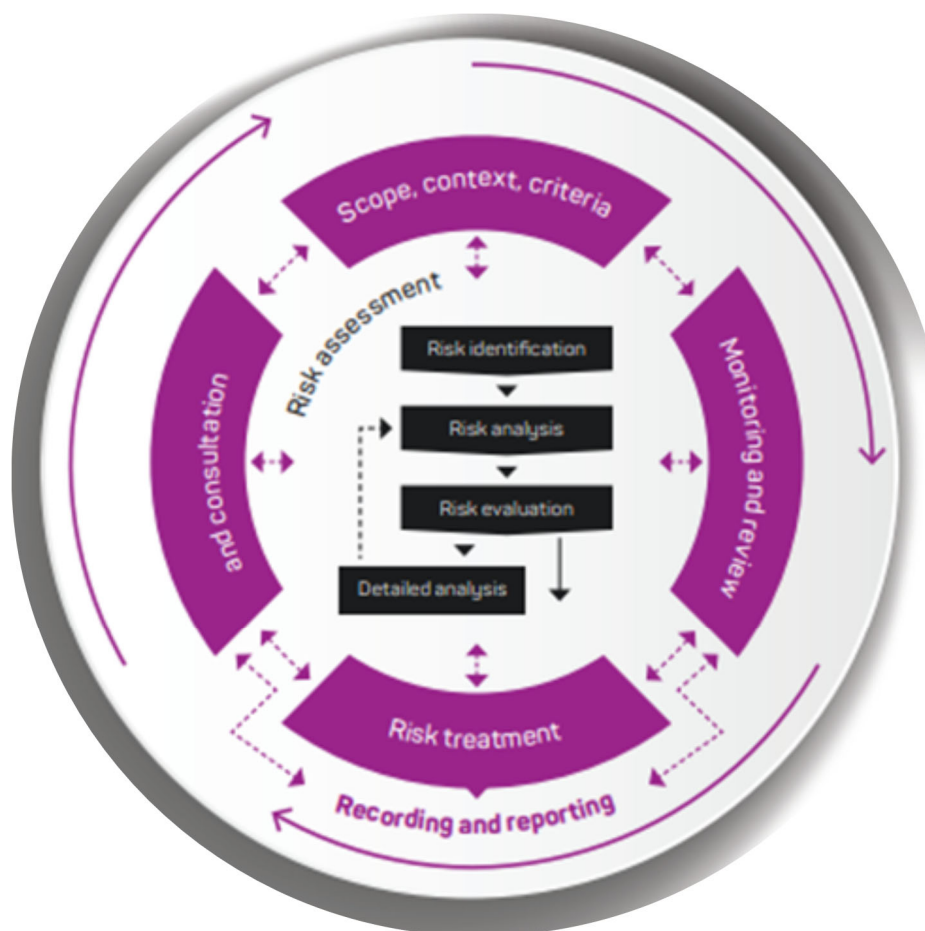 Scope, context, criteria
Risk assessment
Risk identification
Risk analysis
Risk evaluation
Detailed analysis
Monitoring and review
and consultation
Risk treatment
Recording and reporting